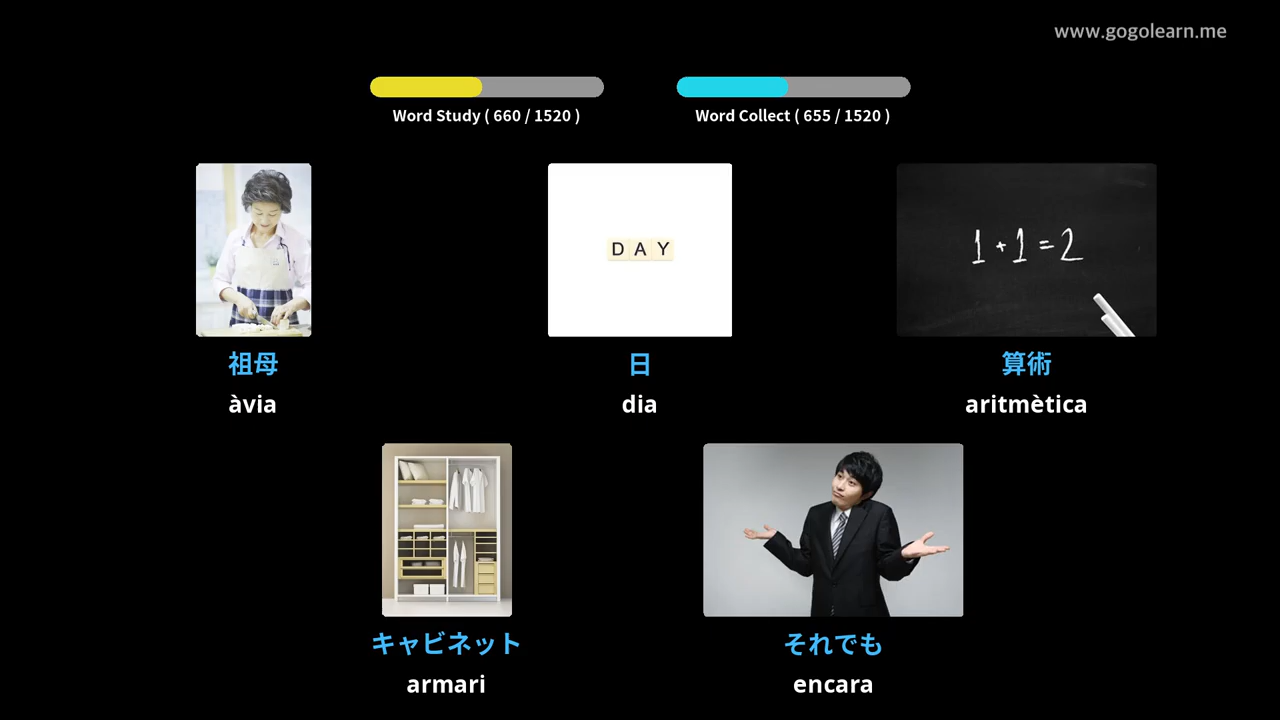 www.gogolearn.me
Word Study ( 660 / 1520 )
Word Collect ( 655 / 1520 )
DAY
1 + 1 = 2
祖母
日
算術
àvia
dia
aritmètica
キャビネット
それでも
armari
encara